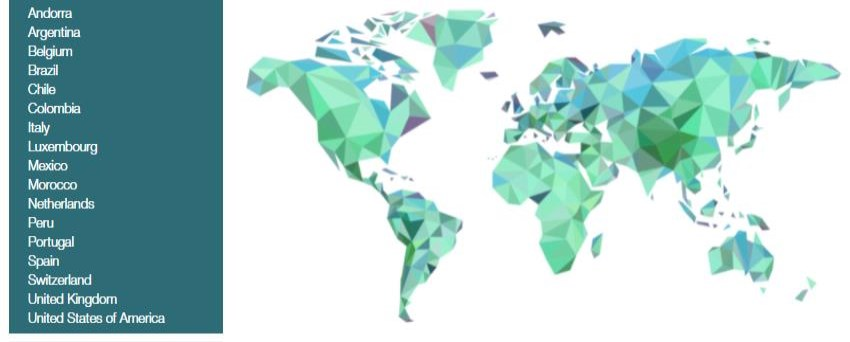 Andorra
Argentina
Belgium
Brazil
Chile
Colombia
Italy
Luxembourg
Mexico
Morocco
Netherlands
Peru
Portugal
Spain
Switzerland
United Kingdom
United States of America